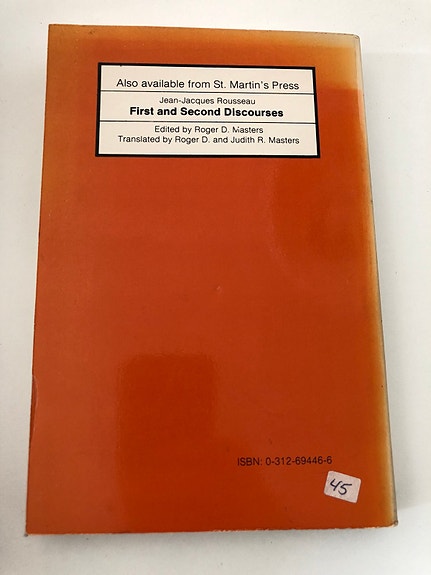 Also available from St. Martin's Press
Jean-Jacques Rousseau
First and Second Discourses
Edited by Roger D. Masters
Translated by Roger D. and Judith R. Masters
ISBN: 0-312-69446-6
45